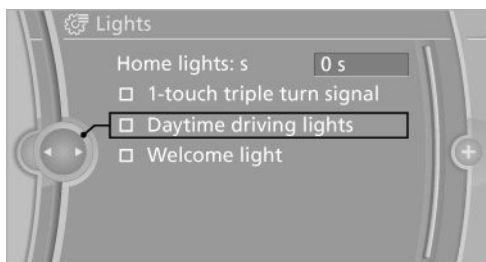 Lights
Home lights: s 0 s
1-touch triple turn signal
Daytime driving lights
Welcome light